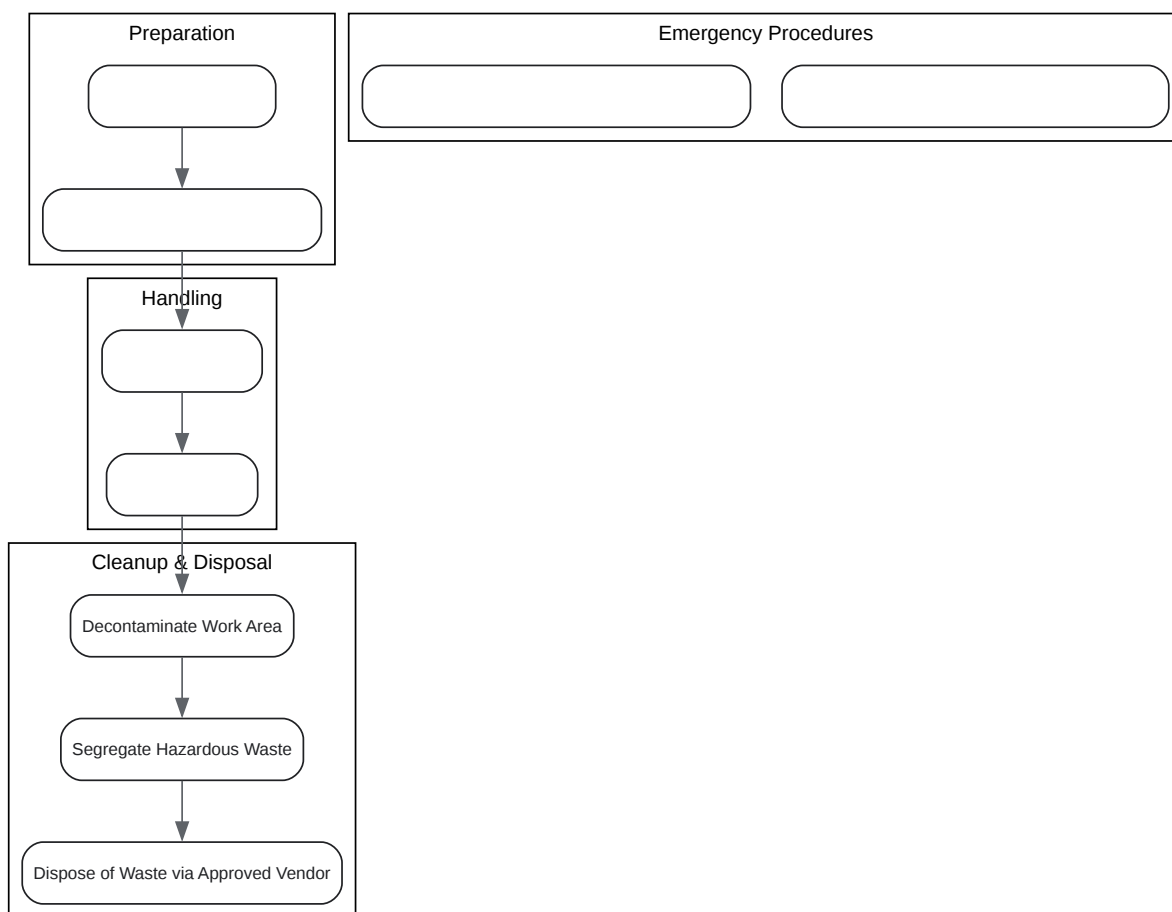 Preparation
Emergency Procedures
Handling
Cleanup & Disposal
Decontaminate Work Area
Segregate Hazardous Waste
Dispose of Waste via Approved Vendor